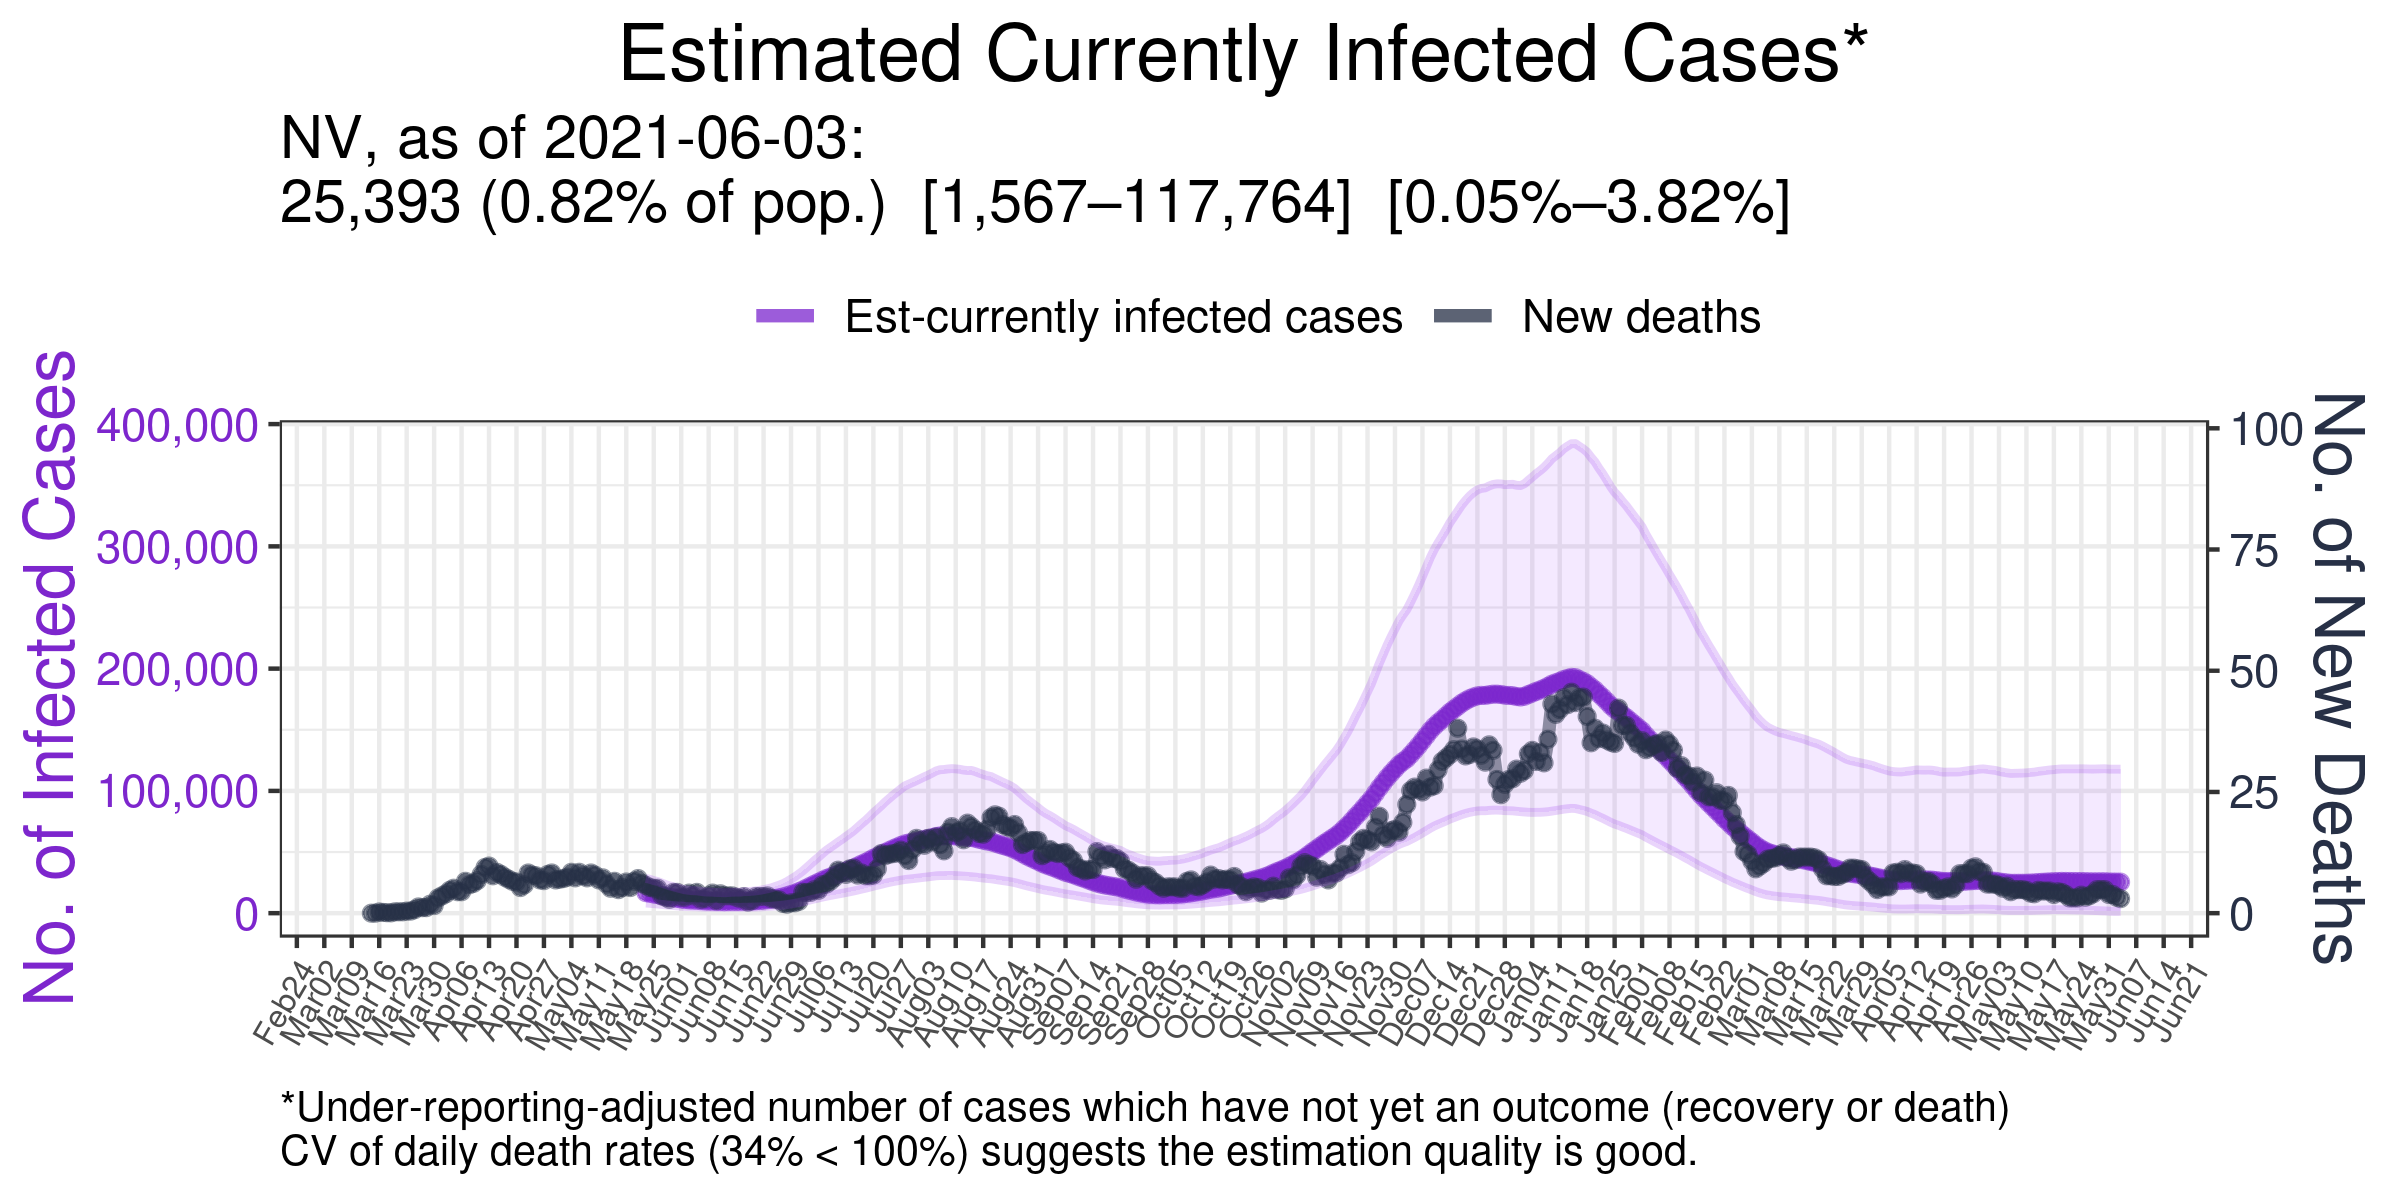 Estimated Currently Infected Cases*
NV, as of 2021-06-03:
25,393 (0.82% of pop.)  [1,567–117,764]  [0.05%–3.82%]
Est-currently infected cases
New deaths
No. of Infected Cases
400,000
300,000
200,000
100,000
0
100
75
50
25
0
No. of New Deaths
Feb24
Mar02
Mar09
Mar16
Mar23
Mar30
Apr06
Apr13
Apr20
Apr27
May04
May11
May18
May25
Jun01
Jun08
Jun15
Jun22
Jun29
Jul06
Jul13
Jul20
Jul27
Aug03
Aug10
Aug17
Aug24
Aug31
Sep07
Sep14
Sep21
Sep28
Oct05
Oct12
Oct19
Oct26
Nov02
Nov09
Nov16
Nov23
Nov30
Dec07
Dec14
Dec21
Dec28
Jan04
Jan11
Jan18
Jan25
Feb01
Feb08
Feb15
Feb22
Mar01
Mar08
Mar15
Mar22
Mar29
Apr05
Apr12
Apr19
Apr26
May03
May10
May17
May24
May31
Jun07
Jun14
Jun21
*Under-reporting-adjusted number of cases which have not yet an outcome (recovery or death)
CV of daily death rates (34% < 100%) suggests the estimation quality is good.